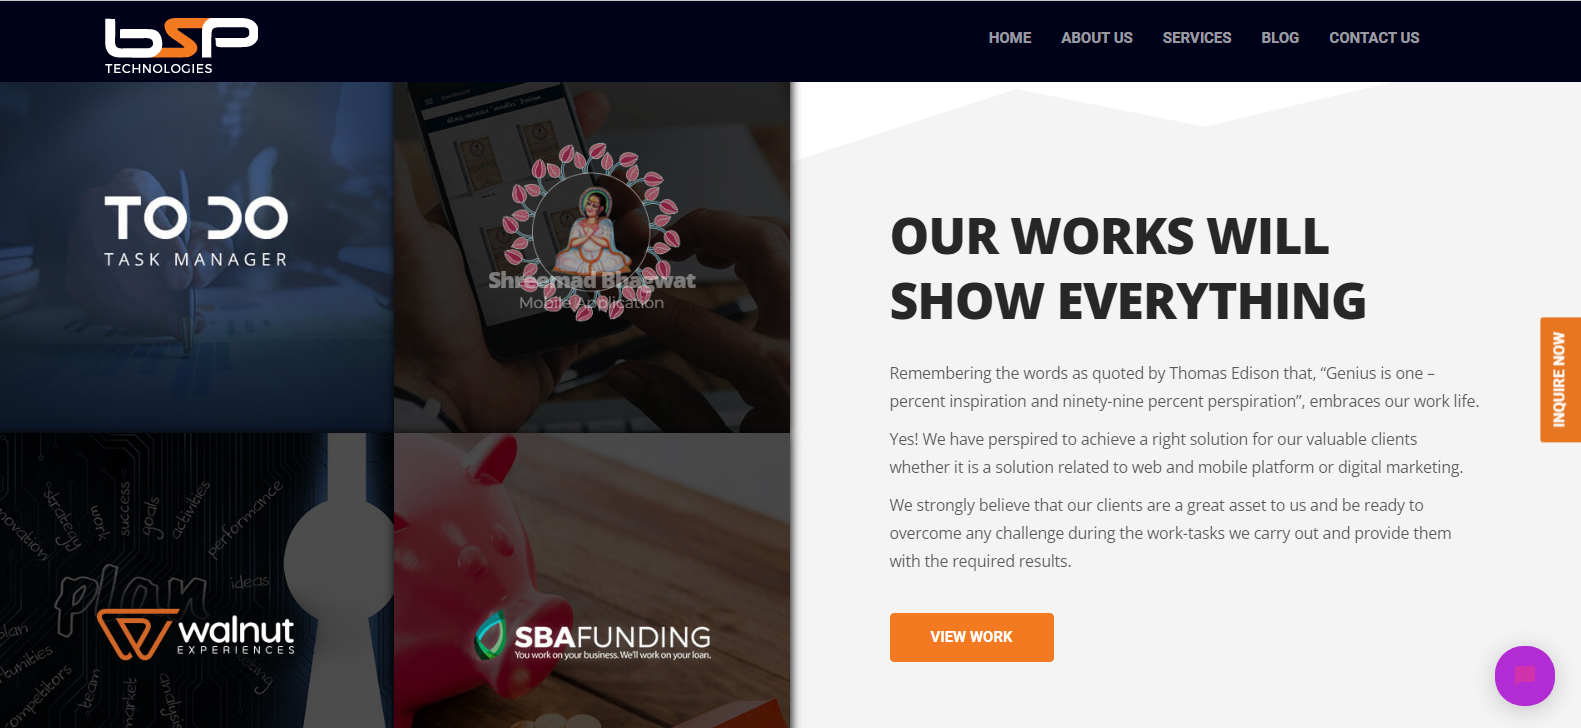 bSP
TECHNOLOGIES
HOME
ABOUT US
SERVICES
BLOG
CONTACT US
TO DO
TASK MANAGER
Shreemad Bhagwat
Mobile Application
OUR WORKS WILL
SHOW EVERYTHING
Remembering the words as quoted by Thomas Edison that, “Genius is one –
percent inspiration and ninety-nine percent perspiration”, embraces our work life.
Yes! We have perspired to achieve a right solution for our valuable clients
whether it is a solution related to web and mobile platform or digital marketing.
We strongly believe that our clients are a great asset to us and be ready to
overcome any challenge during the work-tasks we carry out and provide them
with the required results.
VIEW WORK
INQUIRE NOW
strategy
work
success
goals
activities
performance
plan
ideas
plan
competitors
team
market
walnut
EXPERIENCES
SBAFUNDING
You work on your business. We'll work on your loan.